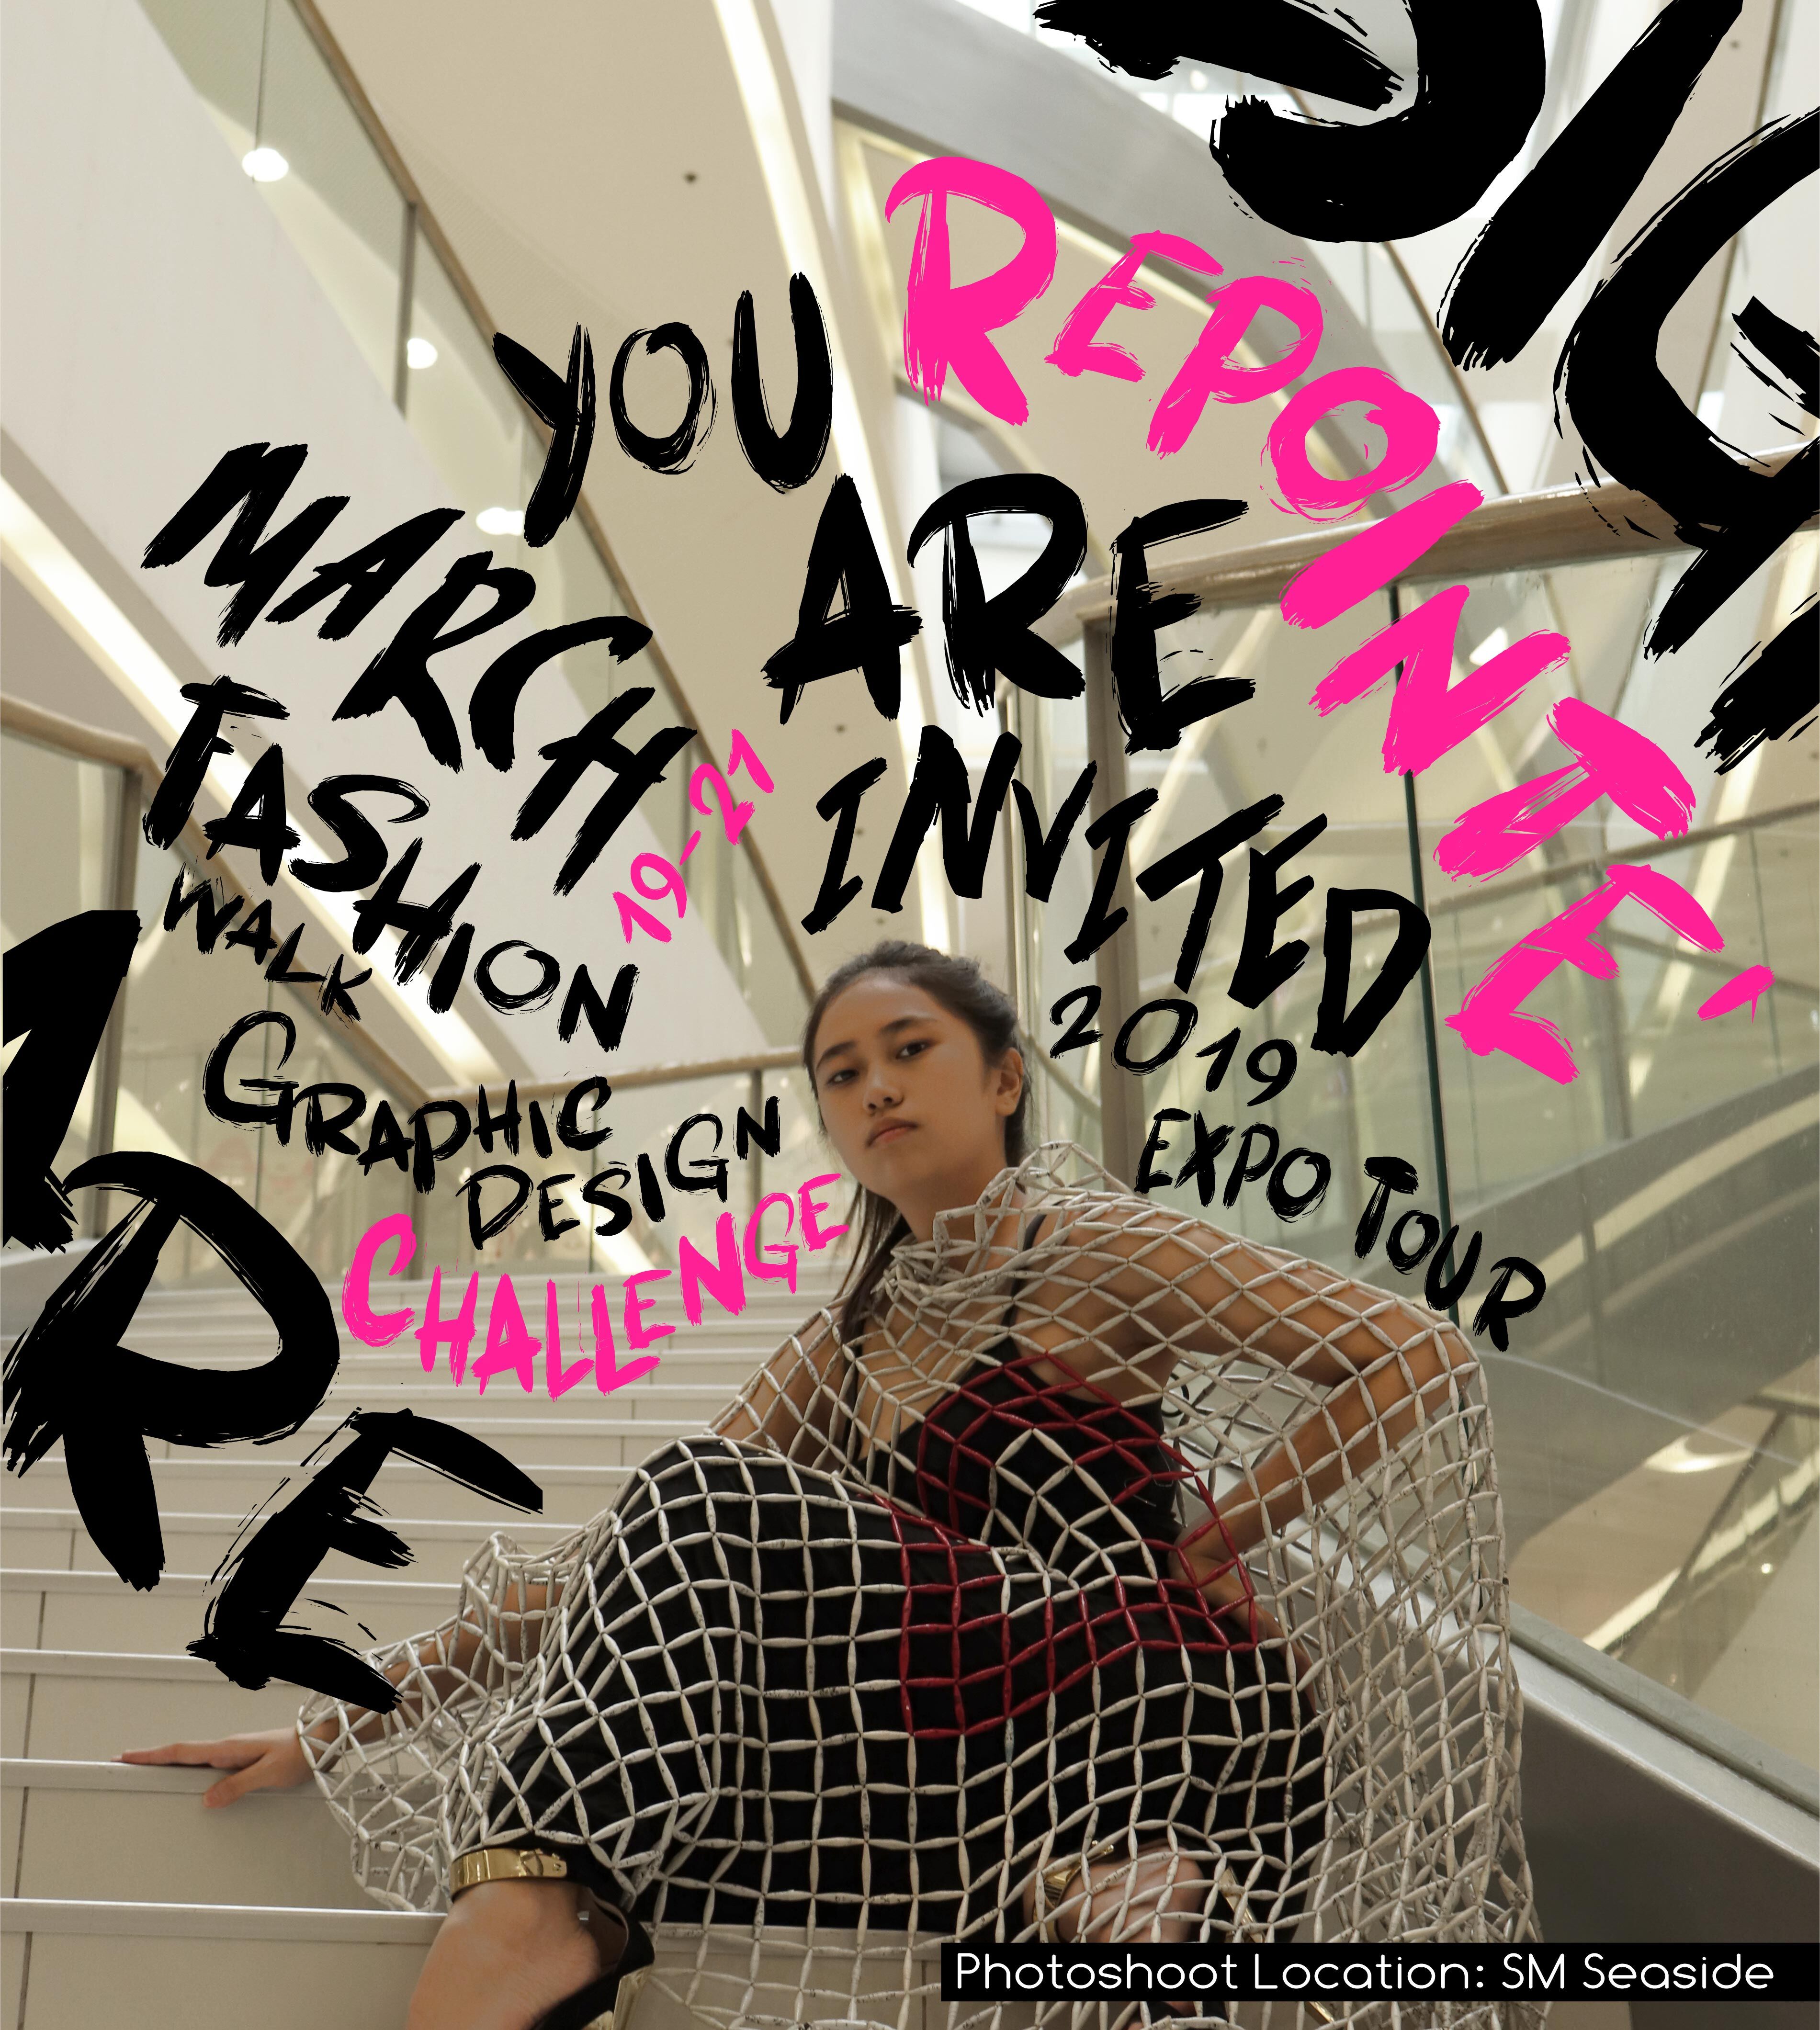 SIG
REPOINTE'
YOU
ARE
INVITED
MARCH
19-21
FASHION
WALK
GRAPHIC
DESIGN
CHALLENGE
2019
EXPO TOUR
RE
Photoshoot Location: SM Seaside